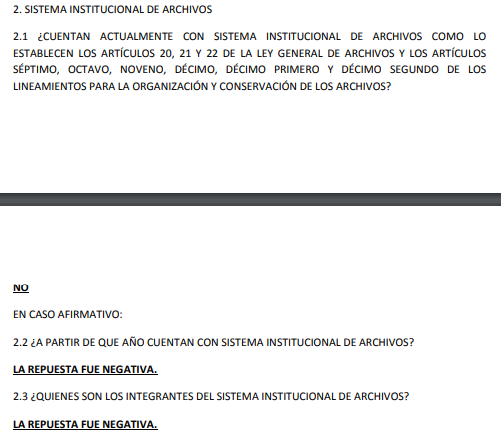 2. SISTEMA INSTITUCIONAL DE ARCHIVOS
2.1 ¿CUENTAN ACTUALMENTE CON SISTEMA INSTITUCIONAL DE ARCHIVOS COMO LO
ESTABLECEN LOS ARTÍCULOS 20, 21 Y 22 DE LA LEY GENERAL DE ARCHIVOS Y LOS ARTÍCULOS
SÉPTIMO, OCTAVO, NOVENO, DÉCIMO, DÉCIMO PRIMERO Y DÉCIMO SEGUNDO DE LOS
LINEAMIENTOS PARA LA ORGANIZACIÓN Y CONSERVACIÓN DE LOS ARCHIVOS?
NO
EN CASO AFIRMATIVO:
2.2 ¿A PARTIR DE QUE AÑO CUENTAN CON SISTEMA INSTITUCIONAL DE ARCHIVOS?
LA REPUESTA FUE NEGATIVA.
2.3 ¿QUIENES SON LOS INTEGRANTES DEL SISTEMA INSTITUCIONAL DE ARCHIVOS?
LA REPUESTA FUE NEGATIVA.